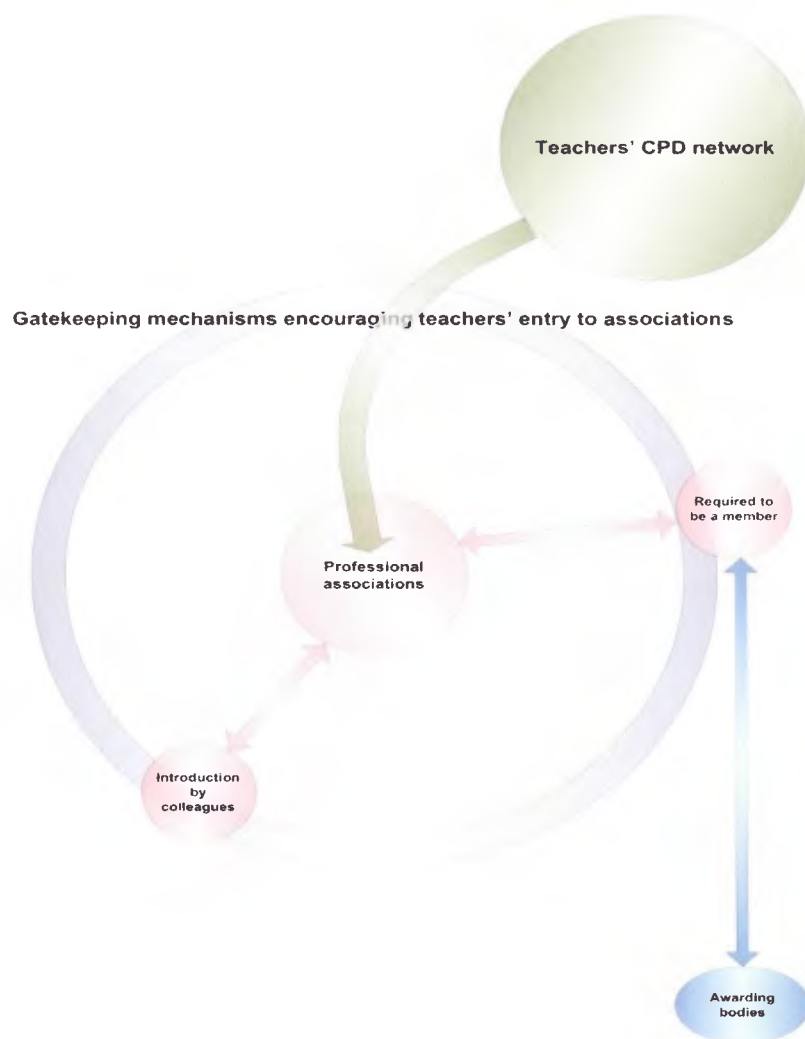 Teachers' CPD network
Gatekeeping mechanisms encouraging teachers' entry to associations
Required to
be a member
Professional
associations
Introduction
by
colleagues
Awarding
bodies